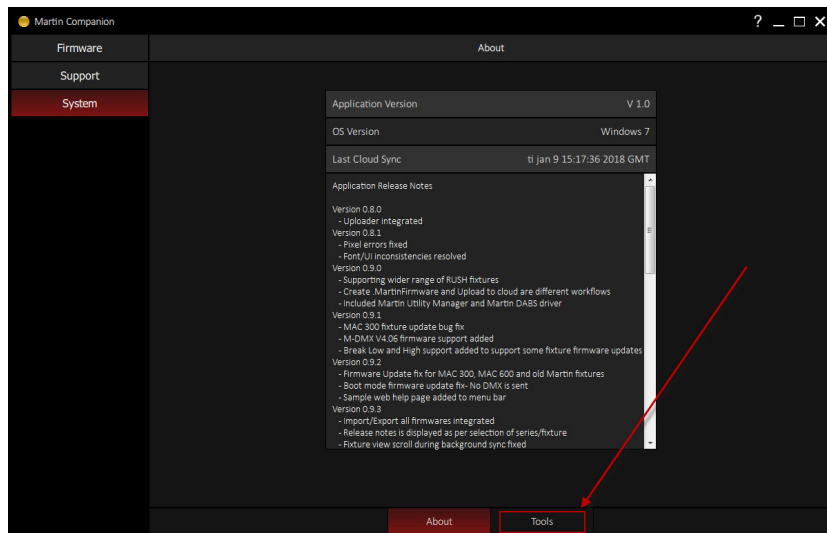 Martin Companion
?
Firmware
About
Support
System
Application Version V 1.0
OS Version Windows 7
Last Cloud Sync ti jan 9 15:17:36 2018 GMT
Application Release Notes
Version 0.8.0
- Uploader integrated
Version 0.8.1
- Pixel errors fixed
- Font/UI inconsistencies resolved
Version 0.9.0
- Supporting wider range of RUSH fixtures
- Create .MartinFirmware and Upload to cloud are different workflows
- Included Martin Utility Manager and Martin DABS driver
Version 0.9.1
- MAC 300 fixture update bug fix
- M-DMX V4.06 firmware support added
- Break Low and High support added to support some fixture firmware updates
Version 0.9.2
- Firmware Update fix for MAC 300, MAC 600 and old Martin fixtures
- Boot mode firmware update fix- No DMX is sent
- Sample web help page added to menu bar
Version 0.9.3
- Import/Export all firmwares integrated
- Release notes is displayed as per selection of series/fixture
- Fixture view scroll during background sync fixed
About
Tools